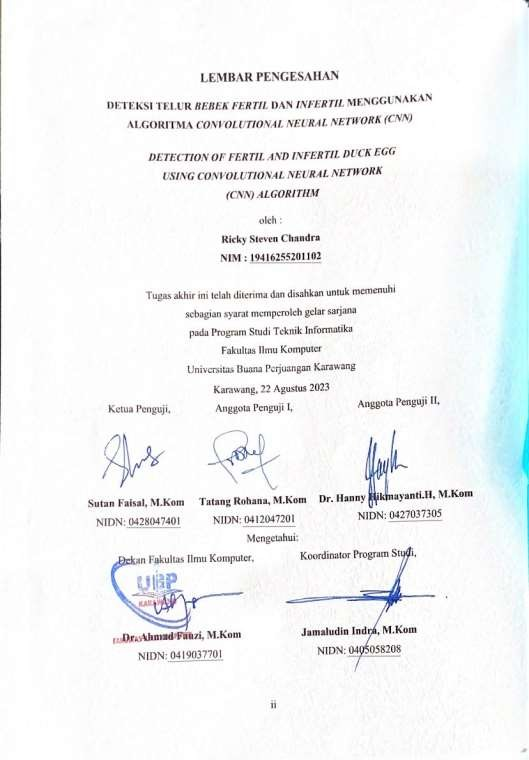 LEMBAR PENGESAHAN
DETEKSI TELUR BEBEK FERTIL DAN INFERTIL MENGGUNAKAN
ALGORITMA CONVOLUTIONAL NEURAL NETWORK (CNN)
DETECTION OF FERTIL AND INFERTIL DUCK EGG
USING CONVOLUTIONAL NEURAL NETWORK
(CNN) ALGORITHM
oleh :
Ricky Steven Chandra
NIM : 19416255201102
Tugas akhir ini telah diterima dan disahkan untuk memenuhi
sebagian syarat memperoleh gelar sarjana
pada Program Studi Teknik Informatika
Fakultas Ilmu Komputer
Universitas Buana Perjuangan Karawang
Karawang, 22 Agustus 2023
Ketua Penguji, Anggota Penguji I, Anggota Penguji II,
Sutan Faisal, M.Kom Tatang Rohana, M.Kom Dr. Hanny Hikmayanti.H, M.Kom
NIDN: 0428047401 NIDN: 0412047201 NIDN: 0427037305
Mengetahui:
Dekan Fakultas Ilmu Komputer, Koordinator Program Studi,
UBP
KARAWANG
Dr. Ahmad Fauzi, M.Kom Jamaludin Indra, M.Kom
NIDN: 0419037701 NIDN: 0405058208
ii